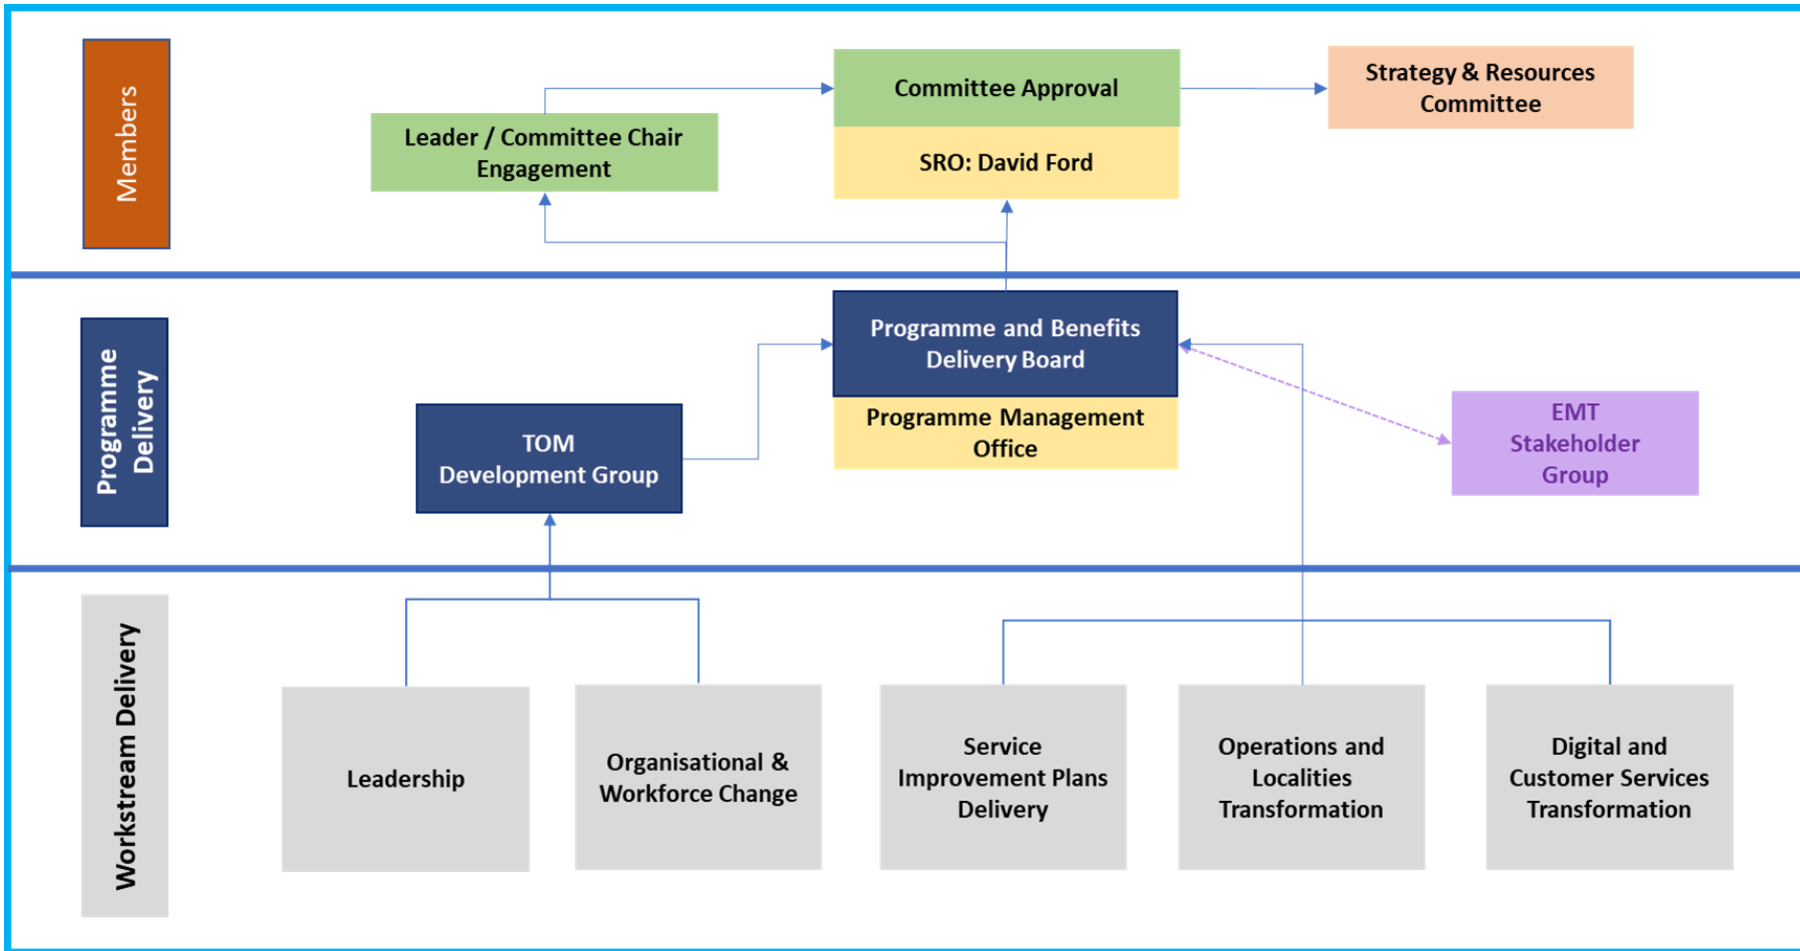 Members
Leader / Committee Chair
Engagement
Committee Approval
SRO: David Ford
Strategy & Resources
Committee
Programme
Delivery
TOM
Development Group
Programme and Benefits
Delivery Board
Programme Management
Office
EMT
Stakeholder
Group
Workstream Delivery
Leadership
Organisational &
Workforce Change
Service
Improvement Plans
Delivery
Operations and
Localities
Transformation
Digital and
Customer Services
Transformation